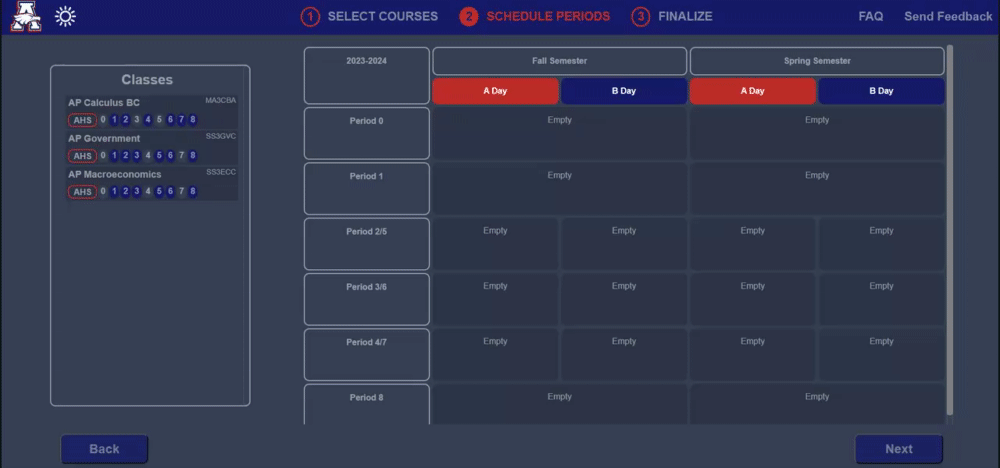 1 SELECT COURSES 2 SCHEDULE PERIODS 3 FINALIZE FAQ Send Feedback
Classes
AP Calculus BC MA3CBA
AHS 0 1 2 3 4 5 6 7 8
AP Government SS3GVC
AHS 0 1 2 3 4 5 6 7 8
AP Macroeconomics SS3ECC
AHS 0 1 2 3 4 5 6 7 8
2023-2024 Fall Semester Spring Semester
A Day B Day A Day B Day
Period 0 Empty Empty
Period 1 Empty Empty
Period 2/5 Empty Empty Empty Empty
Period 3/6 Empty Empty Empty Empty
Period 4/7 Empty Empty Empty Empty
Period 8 Empty Empty
Back Next